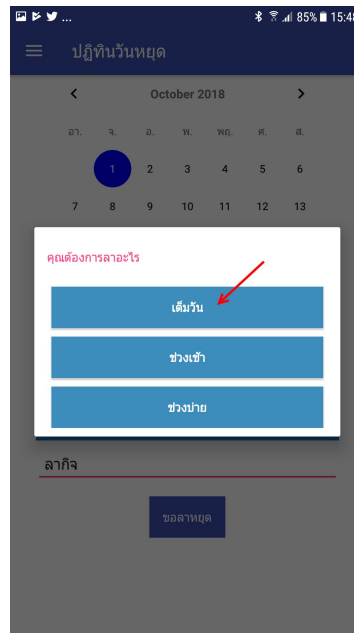 ... 85% 15:48
ปฏิทินวันหยุด
October 2018
อา. จ. อ. พ. พฤ. ศ. ส.
1 2 3 4 5 6
7 8 9 10 11 12 13
คุณต้องการลาอะไร
เต็มวัน
ช่วงเช้า
ช่วงบ่าย
ลากิจ
ขอลาหยุด